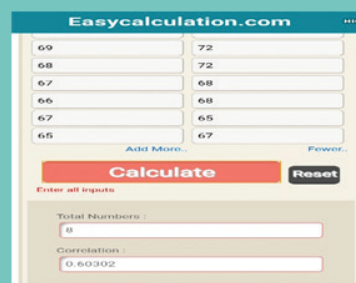 Easycalculation.com
69 72
68 72
67 68
66 68
67 65
65 67
Add More.. Fewer..
Calculate Reset
Enter all inputs
Total Numbers :
8
Correlation :
0.60302